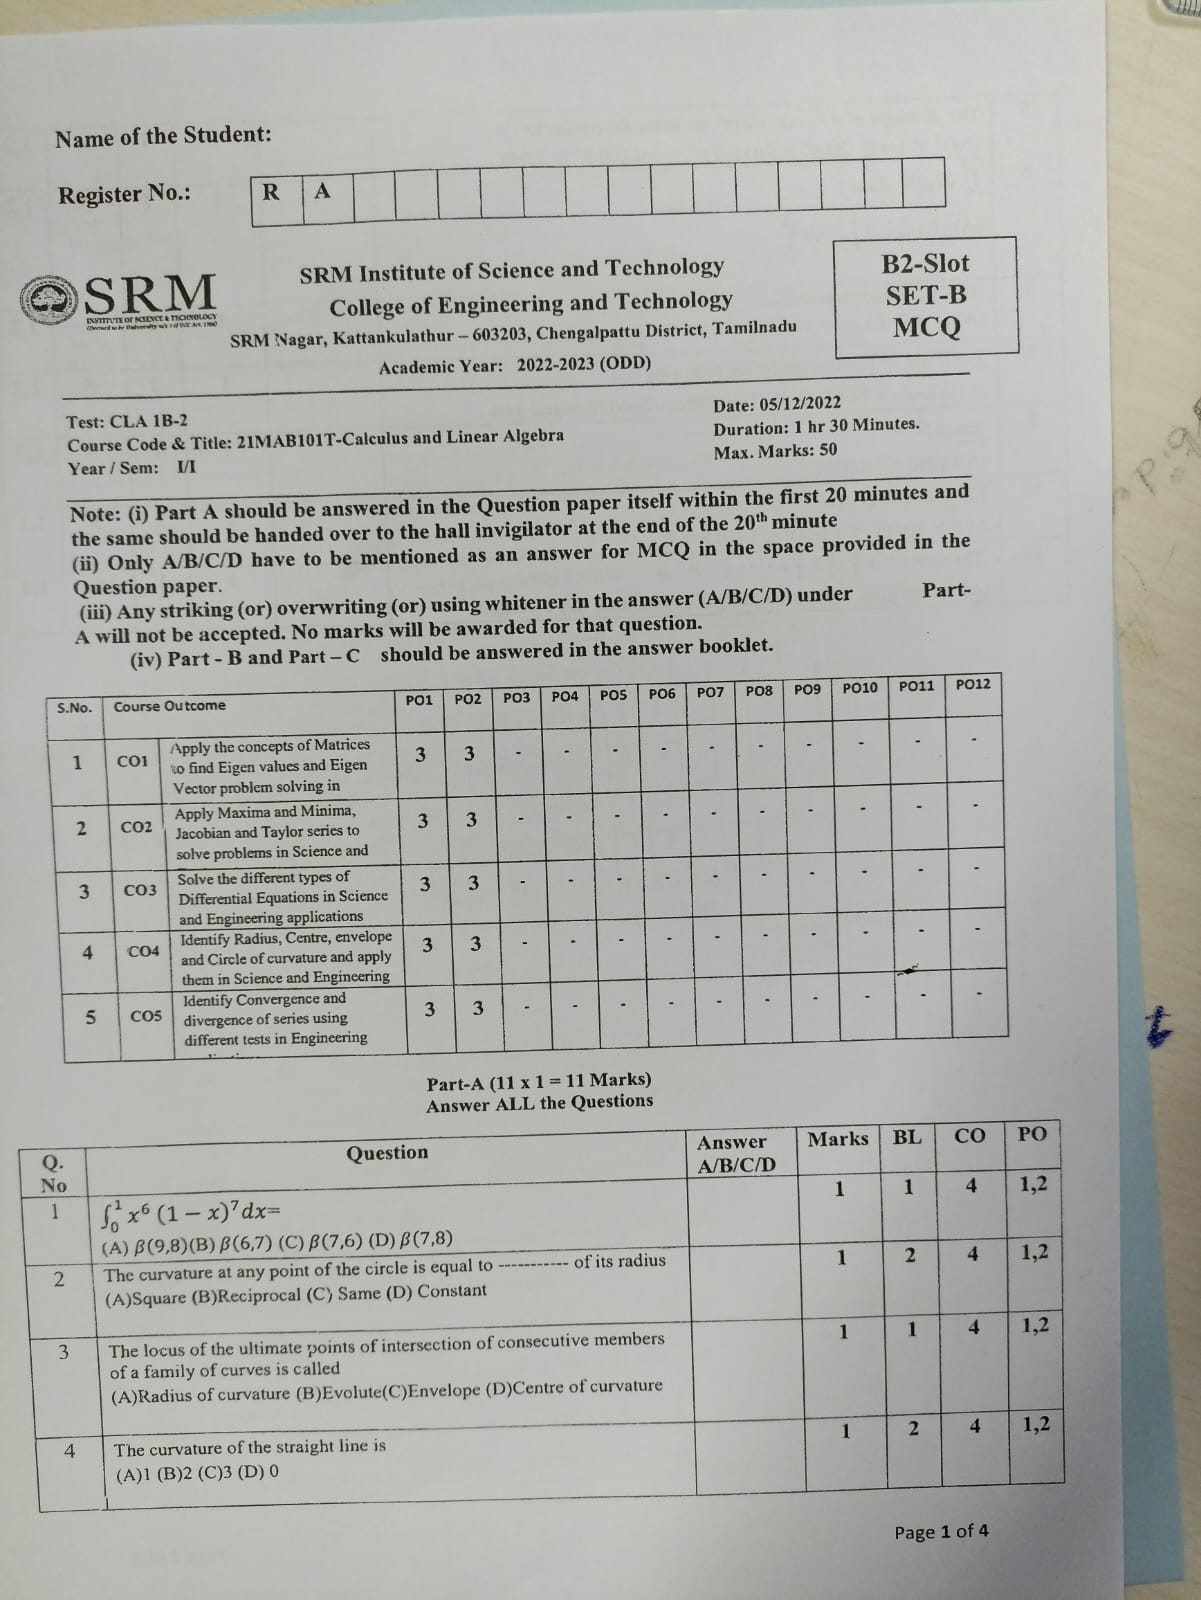 Name of the Student:
Register No.: R A
SRM
INSTITUTE OF SCIENCE & TECHNOLOGY
(Deemed to be University u/s 3 of UGC Act, 1956)
SRM Institute of Science and Technology
College of Engineering and Technology
SRM Nagar, Kattankulathur – 603203, Chengalpattu District, Tamilnadu
Academic Year: 2022-2023 (ODD)
B2-Slot
SET-B
MCQ
Test: CLA 1B-2
Course Code & Title: 21MAB101T-Calculus and Linear Algebra
Year / Sem: I/I
Date: 05/12/2022
Duration: 1 hr 30 Minutes.
Max. Marks: 50
Note: (i) Part A should be answered in the Question paper itself within the first 20 minutes and
the same should be handed over to the hall invigilator at the end of the 20th minute
(ii) Only A/B/C/D have to be mentioned as an answer for MCQ in the space provided in the
Question paper.
(iii) Any striking (or) overwriting (or) using whitener in the answer (A/B/C/D) under Part-
A will not be accepted. No marks will be awarded for that question.
(iv) Part - B and Part – C should be answered in the answer booklet.
S.No. Course Outcome PO1 PO2 PO3 PO4 PO5 PO6 PO7 PO8 PO9 PO10 PO11 PO12
1 CO1 Apply the concepts of Matrices 3 3 - - - - - - - - - -
to find Eigen values and Eigen
Vector problem solving in
2 CO2 Apply Maxima and Minima, 3 3 - - - - - - - - - -
Jacobian and Taylor series to
solve problems in Science and
3 CO3 Solve the different types of 3 3 - - - - - - - - - -
Differential Equations in Science
and Engineering applications
4 CO4 Identify Radius, Centre, envelope 3 3 - - - - - - - - - -
and Circle of curvature and apply
them in Science and Engineering
5 CO5 Identify Convergence and 3 3 - - - - - - - - - -
divergence of series using
different tests in Engineering
Part-A (11 x 1 = 11 Marks)
Answer ALL the Questions
Q. No Question Answer A/B/C/D Marks BL CO PO
1 ∫₀¹ x⁶ (1 − x)⁷dx= 1 1 4 1,2
(A) β(9,8)(B) β(6,7) (C) β(7,6) (D) β(7,8)
2 The curvature at any point of the circle is equal to ----------- of its radius 1 2 4 1,2
(A)Square (B)Reciprocal (C) Same (D) Constant
3 The locus of the ultimate points of intersection of consecutive members 1 1 4 1,2
of a family of curves is called
(A)Radius of curvature (B)Evolute(C)Envelope (D)Centre of curvature
4 The curvature of the straight line is 1 2 4 1,2
(A)1 (B)2 (C)3 (D) 0
Page 1 of 4